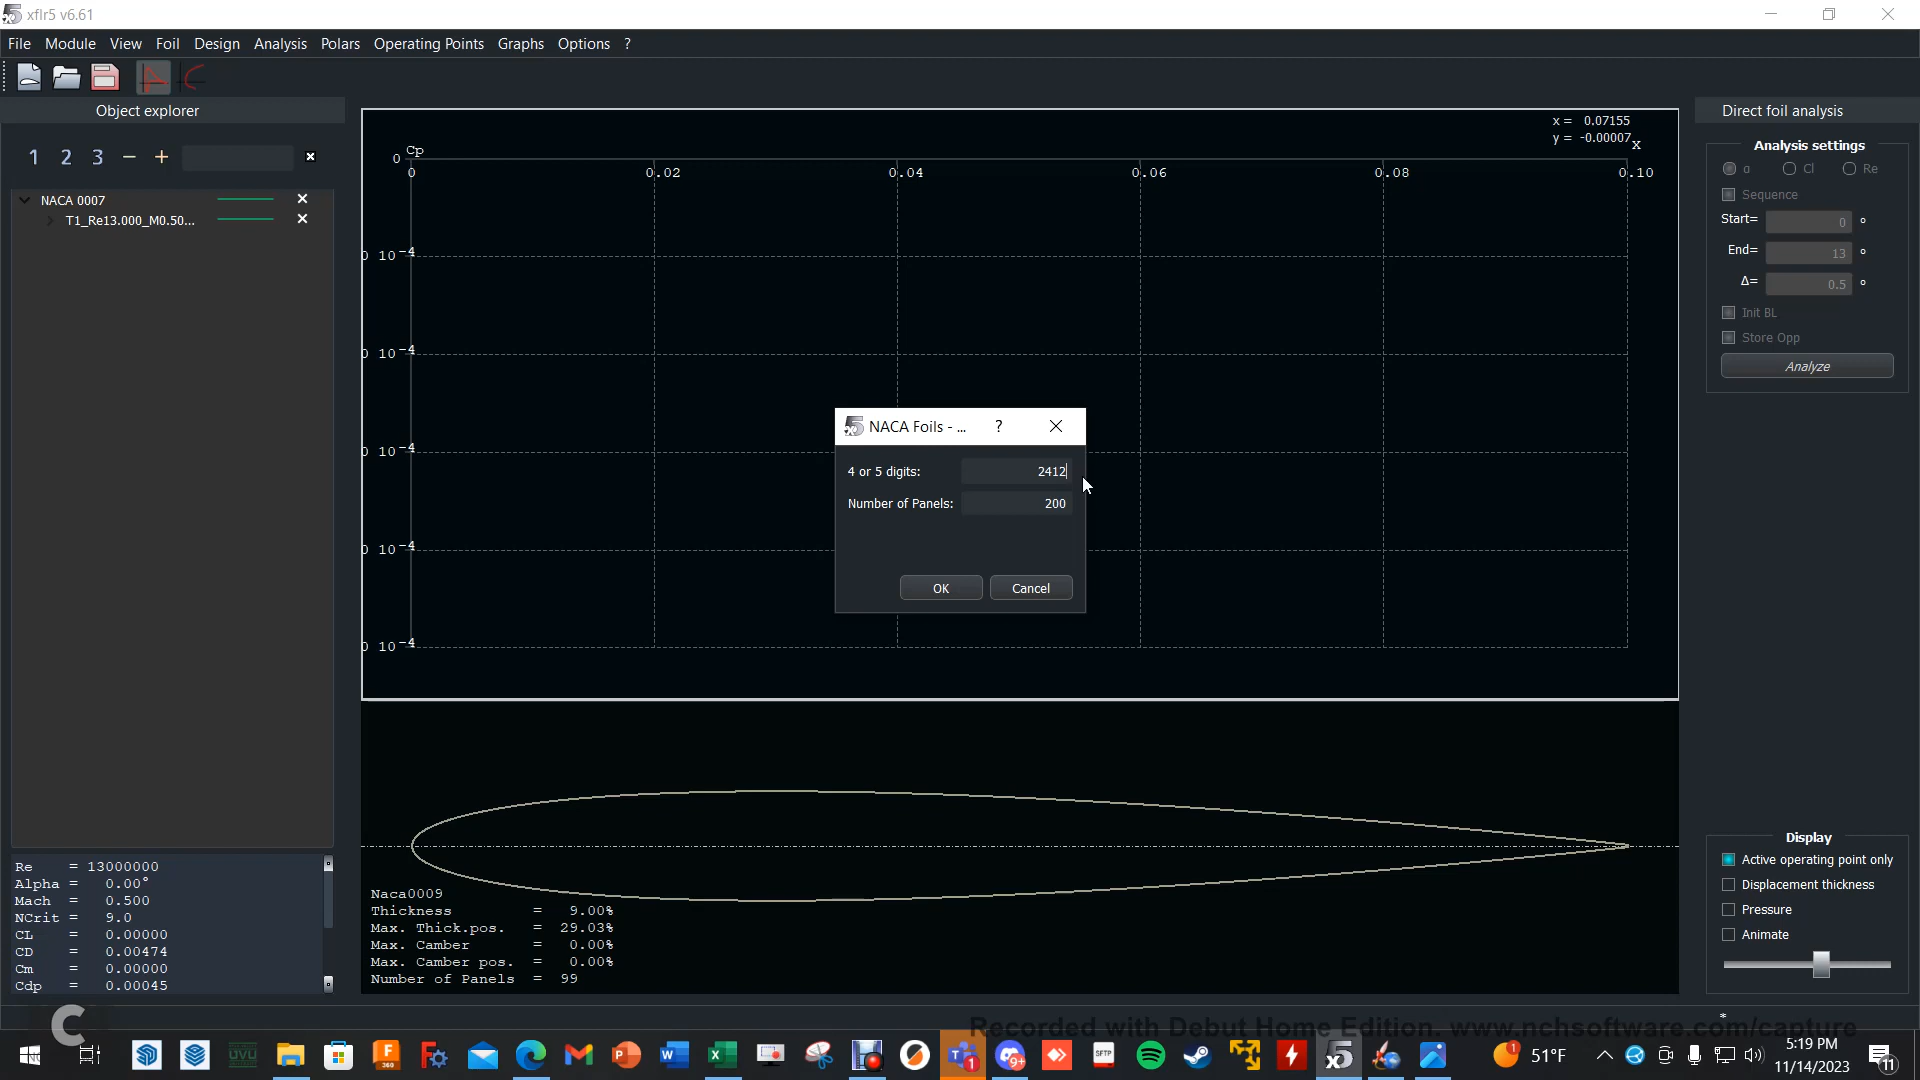 xflr5 v6.61
File Module View Foil Design Analysis Polars Operating Points Graphs Options ?
Object explorer
1 2 3 − +
NACA 0007
T1_Re13.000_M0.50...
Re = 13000000
Alpha = 0.00°
Mach = 0.500
NCrit = 9.0
CL = 0.00000
CD = 0.00474
Cm = 0.00000
Cdp = 0.00045
x = 0.07155
y = -0.00007
Cp
X
0
0 0.02 0.04 0.06 0.08 0.10
0 10⁻⁴
0 10⁻⁴
0 10⁻⁴
0 10⁻⁴
0 10⁻⁴
NACA Foils - ... ?
4 or 5 digits: 2412
Number of Panels: 200
OK Cancel
Naca0009
Thickness = 9.00%
Max. Thick.pos. = 29.03%
Max. Camber = 0.00%
Max. Camber pos. = 0.00%
Number of Panels = 99
Direct foil analysis
Analysis settings
α Cl Re
Sequence
Start= 0 °
End= 13 °
Δ= 0.5 °
Init BL
Store Opp
Analyze
Display
Active operating point only
Displacement thickness
Pressure
Animate
*
Recorded with Debut Home Edition. www.nchsoftware.com/capture
51°F
5:19 PM
11/14/2023
11